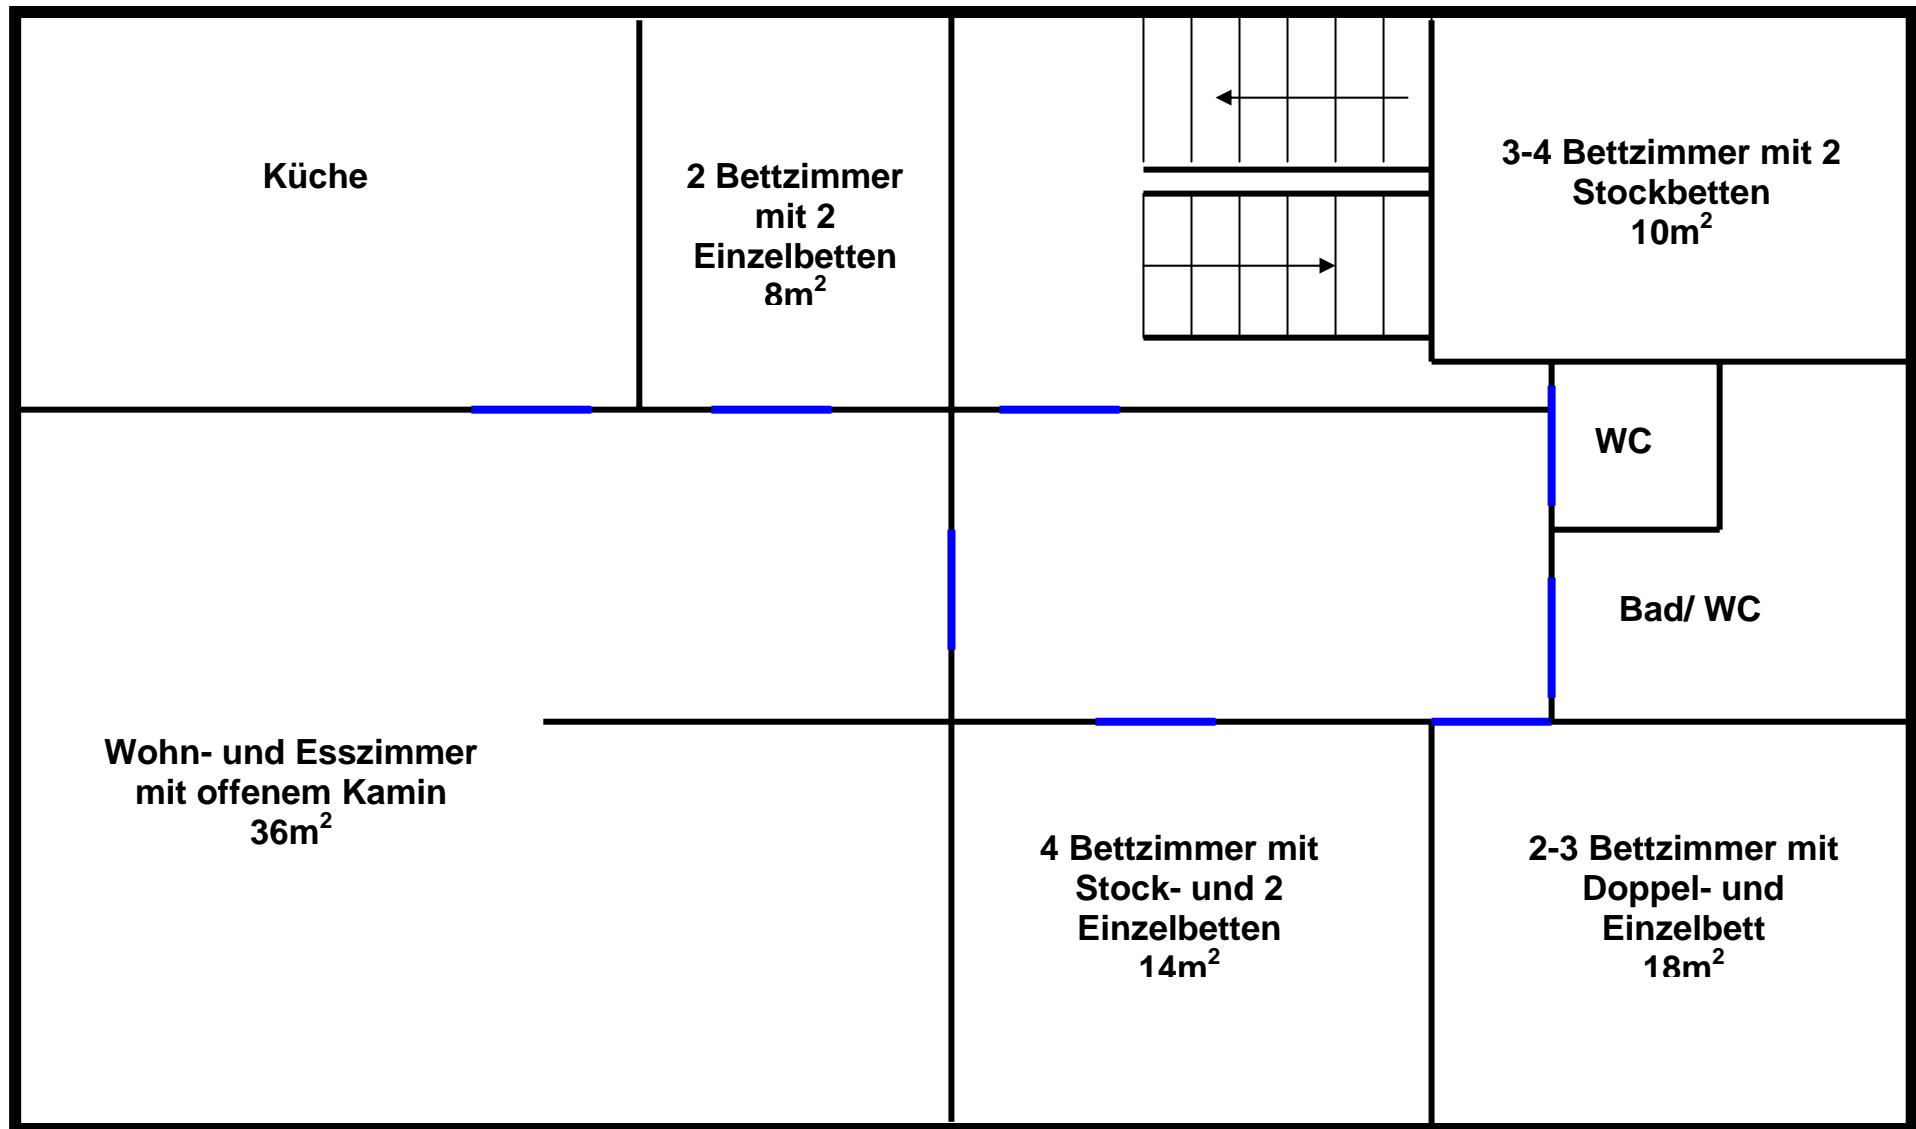 Küche
2 Bettzimmer
mit 2
Einzelbetten
8m²
3-4 Bettzimmer mit 2
Stockbetten
10m²
WC
Bad/ WC
Wohn- und Esszimmer
mit offenem Kamin
36m²
4 Bettzimmer mit
Stock- und 2
Einzelbetten
14m²
2-3 Bettzimmer mit
Doppel- und
Einzelbett
18m²